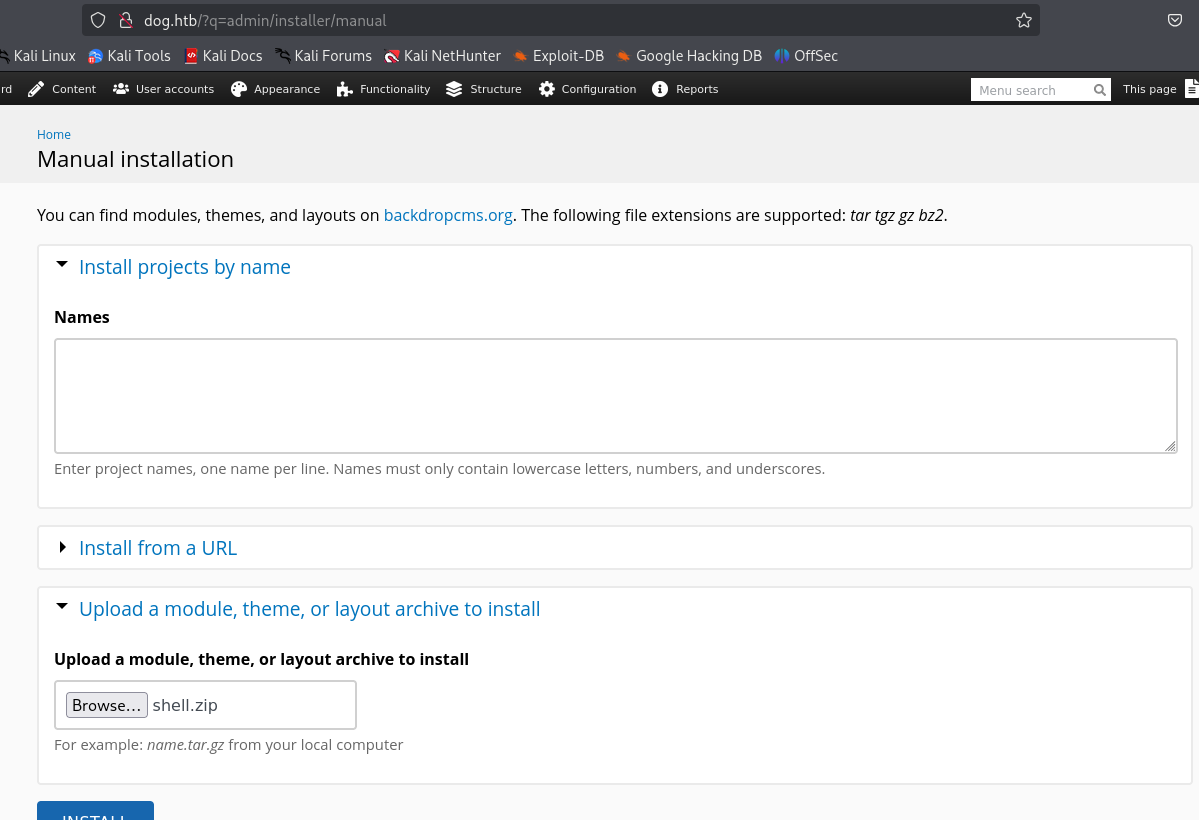 dog.htb/?q=admin/installer/manual
Kali Linux Kali Tools Kali Docs Kali Forums Kali NetHunter Exploit-DB Google Hacking DB OffSec
rd Content User accounts Appearance Functionality Structure Configuration Reports Menu search This page
Home
Manual installation
You can find modules, themes, and layouts on backdropcms.org. The following file extensions are supported: tar tgz gz bz2.
Install projects by name
Names
Enter project names, one name per line. Names must only contain lowercase letters, numbers, and underscores.
Install from a URL
Upload a module, theme, or layout archive to install
Upload a module, theme, or layout archive to install
Browse... shell.zip
For example: name.tar.gz from your local computer
INSTALL